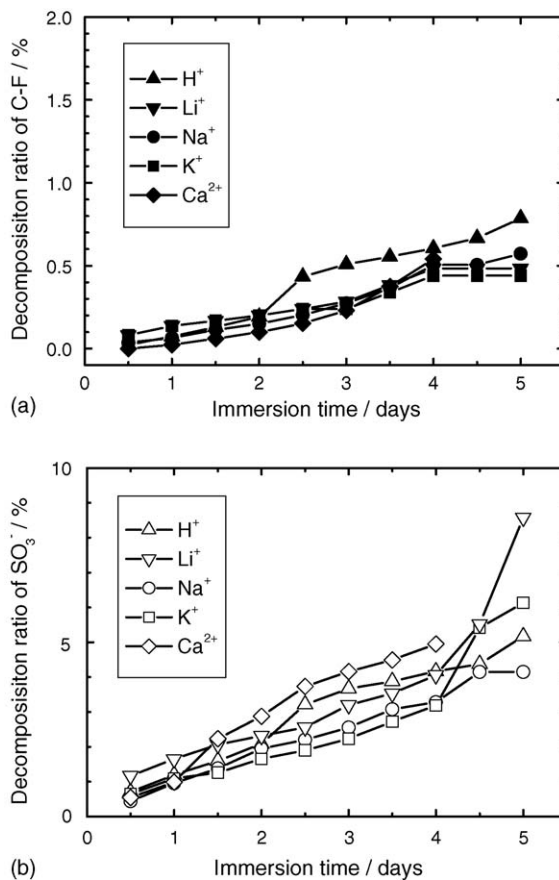 2.0
1.5
1.0
0.5
0.0
Decomposisiton ratio of C-F / %
H⁺
Li⁺
Na⁺
K⁺
Ca²⁺
0 1 2 3 4 5
Immersion time / days
(a)
10
5
0
Decomposisiton ratio of SO₃⁻ / %
H⁺
Li⁺
Na⁺
K⁺
Ca²⁺
0 1 2 3 4 5
Immersion time / days
(b)